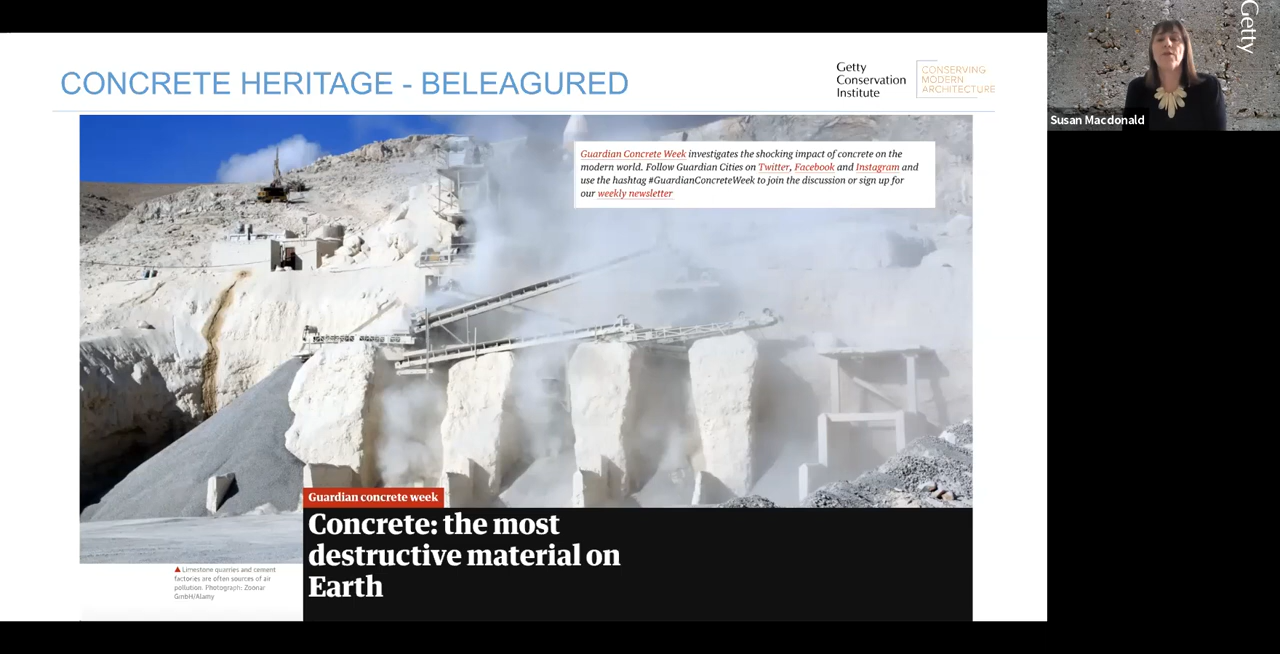 CONCRETE HERITAGE - BELEAGURED
Getty
Conservation
Institute
CONSERVING
MODERN
ARCHITECTURE
Getty
Susan Macdonald
Guardian Concrete Week investigates the shocking impact of concrete on the
modern world. Follow Guardian Cities on Twitter, Facebook and Instagram and
use the hashtag #GuardianConcreteWeek to join the discussion or sign up for
our weekly newsletter
Guardian concrete week
Concrete: the most
destructive material on
Earth
▲ Limestone quarries and cement
factories are often sources of air
pollution. Photograph: Zoonar
GmbH/Alamy